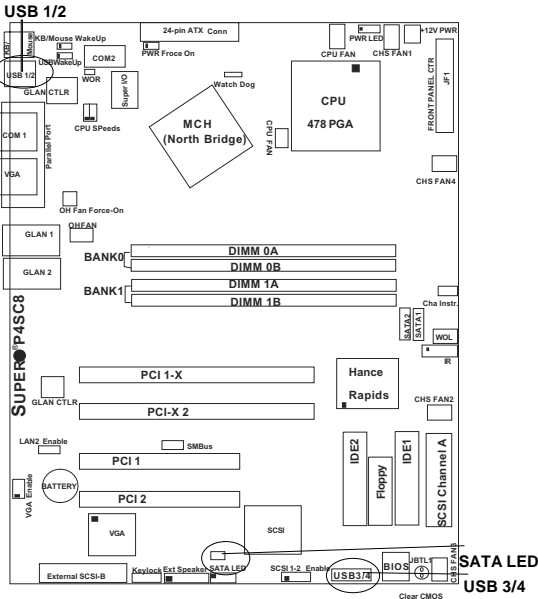 USB 1/2
KB/
Mouse
KB/Mouse WakeUp
USBWakeUp
USB 1/2
WOR
COM2
GLAN CTLR
Super I/O
CPU SPeeds
24-pin ATX Conn
PWR Froce On
Watch Dog
MCH
(North Bridge)
PWR LED
CPU FAN
CHS FAN1
+12V PWR
CPU
478 PGA
CPU FAN
FRONT PANEL CTR
JF1
CHS FAN4
COM 1
VGA
Parallel Port
OH Fan Force-On
OHFAN
GLAN 1
GLAN 2
BANK0
DIMM 0A
DIMM 0B
BANK1
DIMM 1A
DIMM 1B
Cha Instr.
SATA2
SATA1
WOL
IR
SUPER ® P4SC8
PCI 1-X
PCI-X 2
GLAN CTLR
Hance
Rapids
CHS FAN2
LAN2 Enable
SMBus
PCI 1
PCI 2
BATTERY
VGA Enable
IDE2
Floppy
IDE1
SCSI Channel A
VGA
SCSI
External SCSI-B
Keylock
Ext Speaker
SATA LED
SCSI 1-2 Enable
USB3/4
BIOS
JBTL1
CHS FAN3
Clear CMOS
SATA LED
USB 3/4